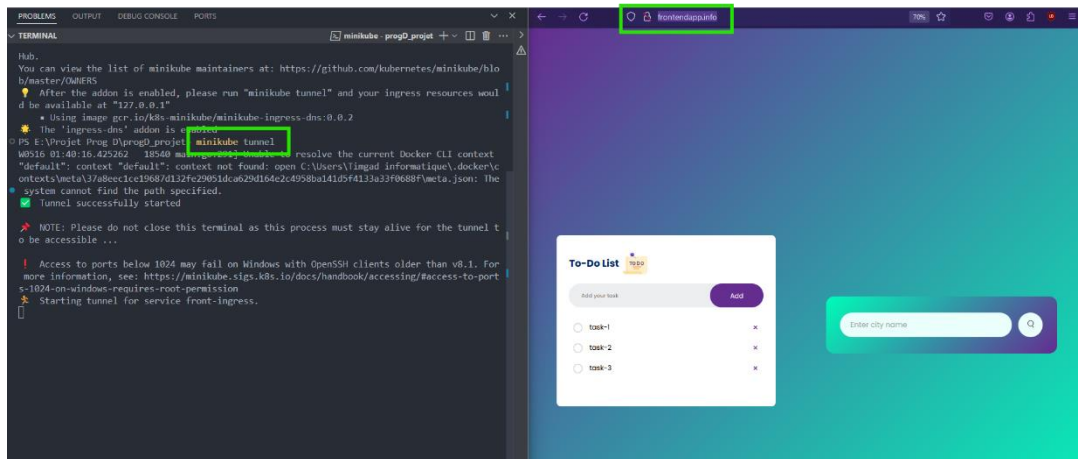 PROBLEMS OUTPUT DEBUG CONSOLE PORTS
TERMINAL
minikube - progD_projet
Hub.
You can view the list of minikube maintainers at: https://github.com/kubernetes/minikube/blo
b/master/OWNERS
After the addon is enabled, please run "minikube tunnel" and your ingress resources woul
d be available at "127.0.0.1"
▪ Using image gcr.io/k8s-minikube/minikube-ingress-dns:0.0.2
The 'ingress-dns' addon is enabled
PS E:\Projet Prog D\progD_projet> minikube tunnel
W0516 01:40:16.425262 18540 main.go:291] Unable to resolve the current Docker CLI context
"default": context "default": context not found: open C:\Users\Timgad informatique\.docker\c
ontexts\meta\37a8eec1ce19687d132fe29051dca629d164e2c4958ba141d5f4133a33f0688f\meta.json: The
system cannot find the path specified.
Tunnel successfully started
NOTE: Please do not close this terminal as this process must stay alive for the tunnel t
o be accessible ...
Access to ports below 1024 may fail on Windows with OpenSSH clients older than v8.1. For
more information, see: https://minikube.sigs.k8s.io/docs/handbook/accessing/#access-to-port
s-1024-on-windows-requires-root-permission
Starting tunnel for service front-ingress.
frontendapp.info
70%
To-Do List
TO DO
Add your task
Add
task-1
task-2
task-3
Enter city name